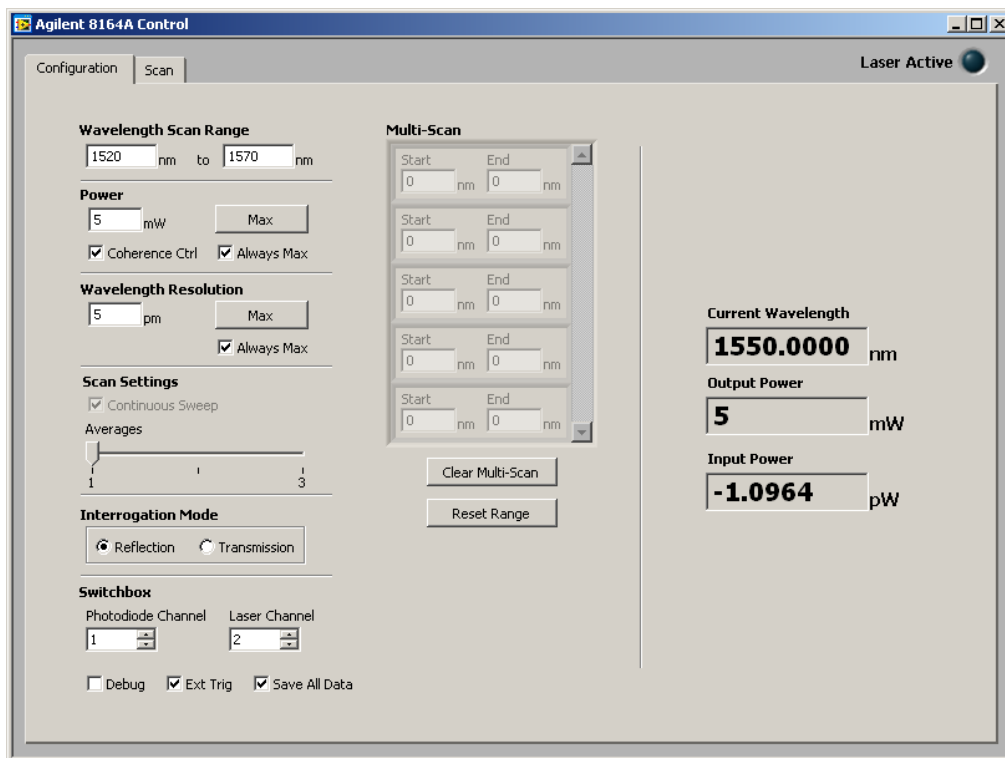 Agilent 8164A Control
Configuration
Scan
Laser Active
Wavelength Scan Range
1520 nm to 1570 nm
Power
5 mW Max
Coherence Ctrl Always Max
Wavelength Resolution
5 pm Max
Always Max
Scan Settings
Continuous Sweep
Averages
1 3
Interrogation Mode
Reflection Transmission
Switchbox
Photodiode Channel Laser Channel
1 2
Debug Ext Trig Save All Data
Multi-Scan
Start End
0 nm 0 nm
Start End
0 nm 0 nm
Start End
0 nm 0 nm
Start End
0 nm 0 nm
Start End
0 nm 0 nm
Clear Multi-Scan
Reset Range
Current Wavelength
1550.0000 nm
Output Power
5 mW
Input Power
-1.0964 pW